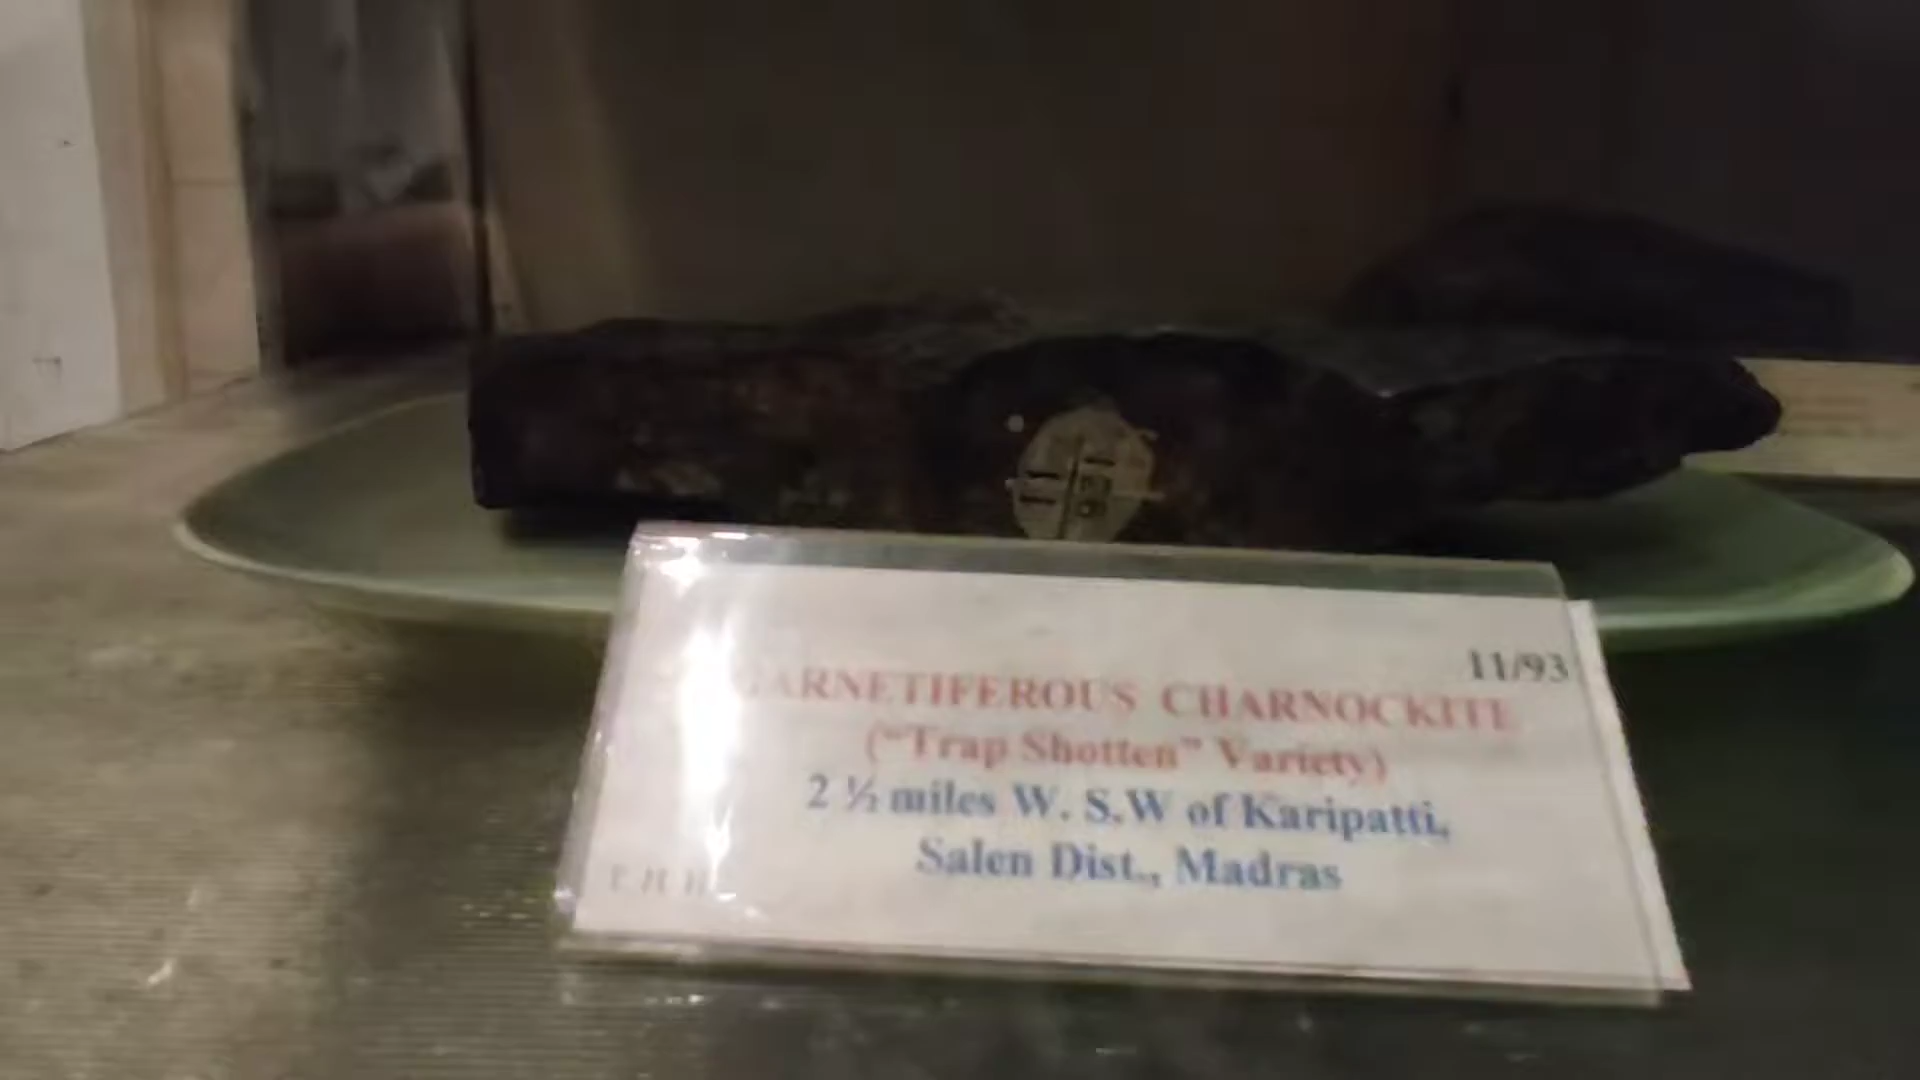 11/93
GARNETIFEROUS CHARNOCKITE
("Trap Shotten" Variety)
2 ½ miles W. S.W of Karipatti,
Salen Dist., Madras